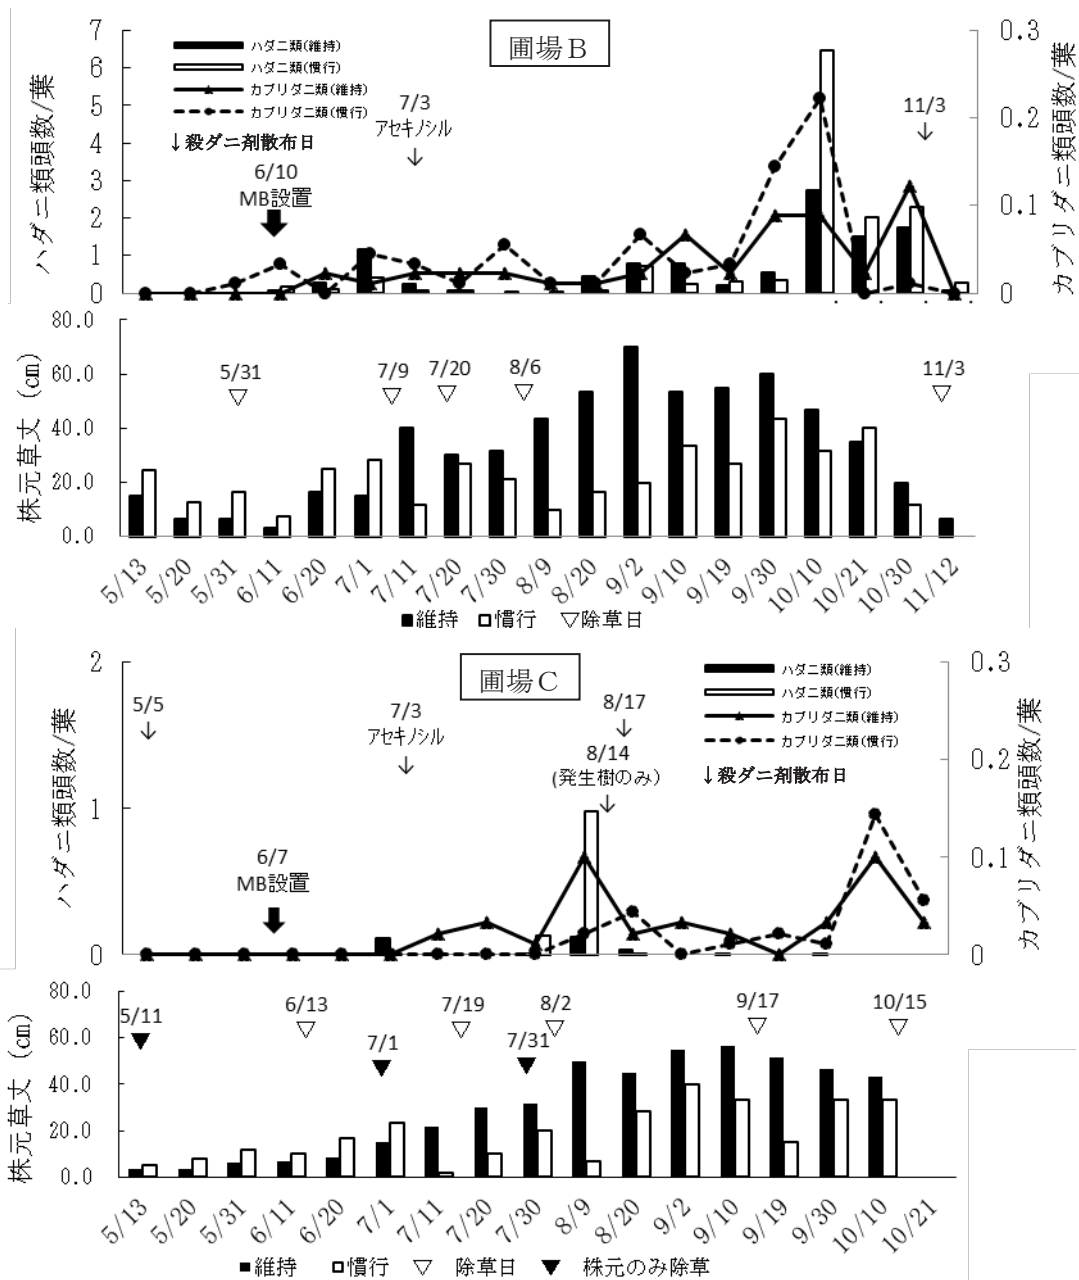 圃場B
ハダニ類頭数/葉
カブリダニ類頭数/葉
7
6
5
4
3
2
1
0
0.3
0.2
0.1
0
ハダニ類(維持)
ハダニ類(慣行)
カブリダニ類(維持)
カブリダニ類(慣行)
↓殺ダニ剤散布日
6/10
MB設置
7/3
アセキノシル
11/3
株元草丈 (cm)
80.0
60.0
40.0
20.0
0.0
5/31
7/9
7/20
8/6
11/3
5/13 5/20 5/31 6/11 6/20 7/1 7/11 7/20 7/30 8/9 8/20 9/2 9/10 9/19 9/30 10/10 10/21 10/30 11/12
■維持 □慣行 ▽除草日
圃場C
ハダニ類頭数/葉
カブリダニ類頭数/葉
2
1
0
0.3
0.2
0.1
0
ハダニ類(維持)
ハダニ類(慣行)
カブリダニ類(維持)
カブリダニ類(慣行)
↓殺ダニ剤散布日
5/5
6/7
MB設置
7/3
アセキノシル
8/17
8/14
(発生樹のみ)
株元草丈 (cm)
80.0
60.0
40.0
20.0
0.0
5/11
6/13
7/1
7/19
7/31
8/2
9/17
10/15
5/13 5/20 5/31 6/11 6/20 7/1 7/11 7/20 7/30 8/9 8/20 9/2 9/10 9/19 9/30 10/10 10/21
■維持 □慣行 ▽ 除草日 ▼ 株元のみ除草